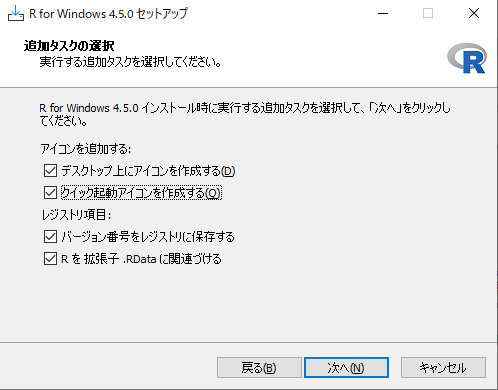 R for Windows 4.5.0 セットアップ
追加タスクの選択
実行する追加タスクを選択してください。
R
R for Windows 4.5.0 インストール時に実行する追加タスクを選択して、「次へ」をクリックし
てください。
アイコンを追加する:
デスクトップ上にアイコンを作成する(D)
クイック起動アイコンを作成する(Q)
レジストリ項目:
バージョン番号をレジストリに保存する
R を拡張子 .RData に関連づける
戻る(B) 次へ(N) キャンセル